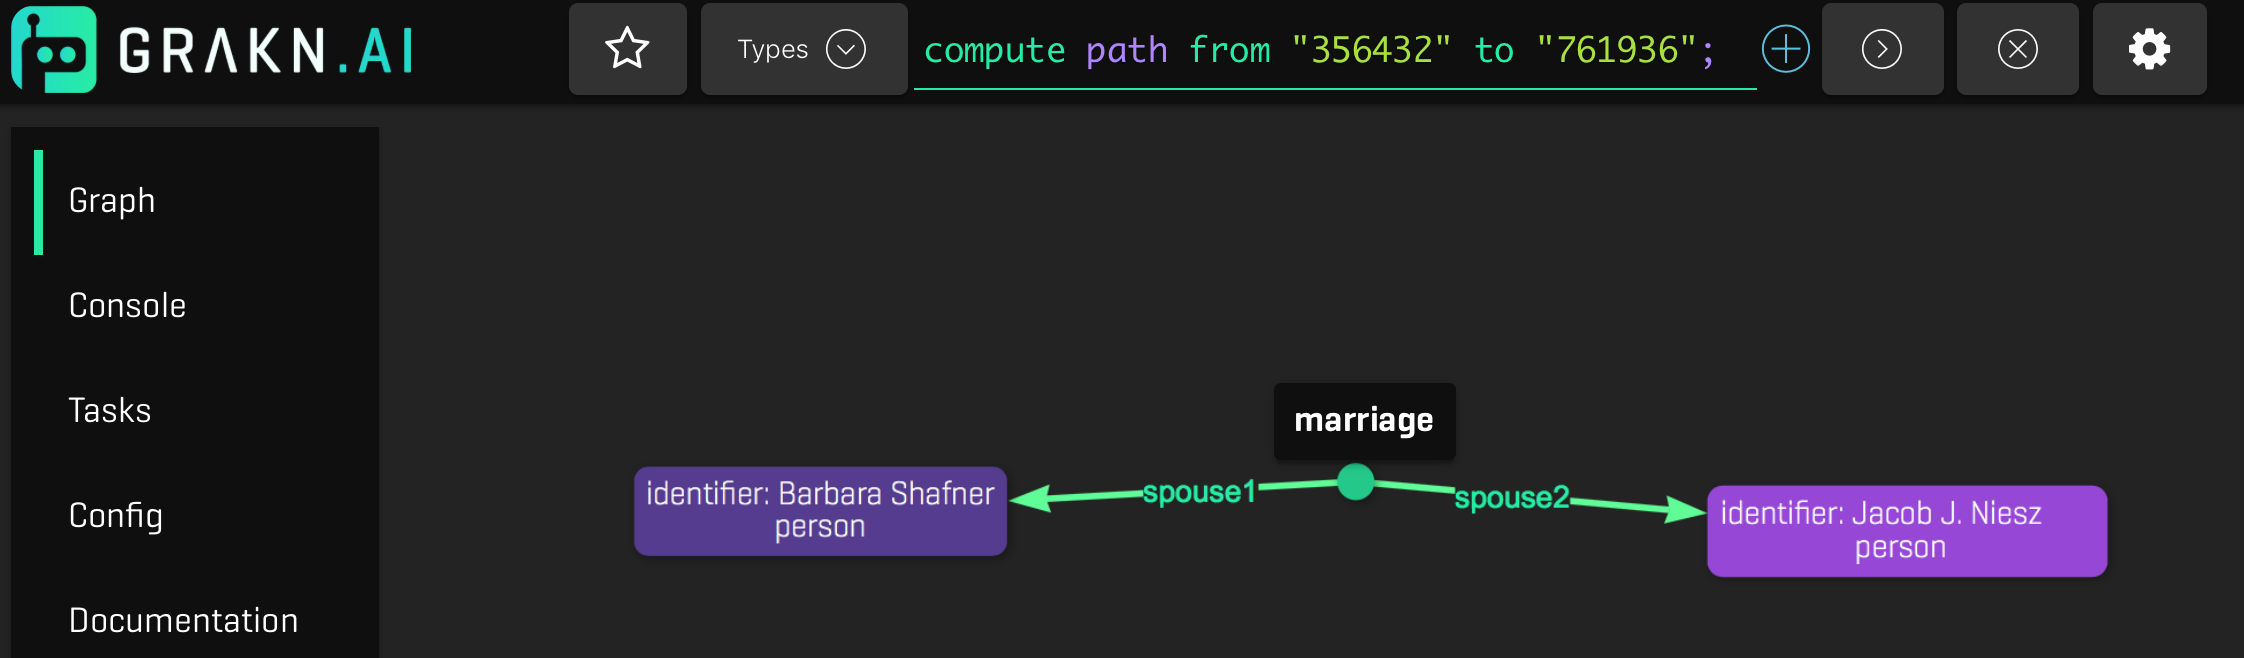 GRAKN.AI
Types
compute path from "356432" to "761936";
Graph
Console
Tasks
Config
Documentation
marriage
identifier: Barbara Shafner
person
spouse1
spouse2
identifier: Jacob J. Niesz
person